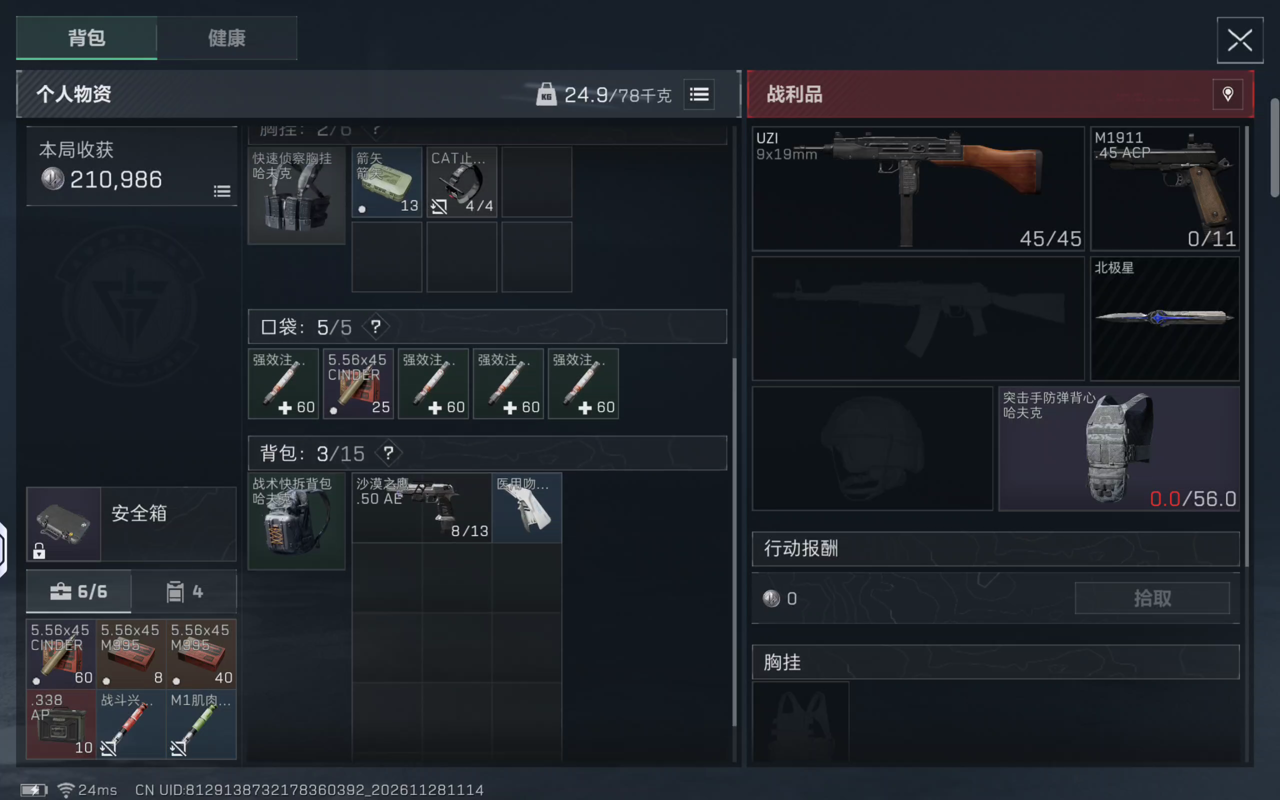 背包
健康
个人物资
24.9/78千克
战利品
本局收获
210,986
胸挂: 2/6 ?
快速侦察胸挂
哈夫克
箭矢
13
CAT止...
4/4
口袋: 5/5 ?
强效注...
60
5.56x45
CINDER
25
强效注...
60
强效注...
60
强效注...
60
背包: 3/15 ?
战术快拆背包
哈夫克
沙漠之鹰
.50 AE
8/13
医用吻...
安全箱
6/6
4
5.56x45
CINDER
60
5.56x45
M995
8
5.56x45
M995
40
.338
AP
10
战斗兴...
M1肌肉...
UZI
9x19mm
45/45
M1911
.45 ACP
0/11
北极星
突击手防弹背心
哈夫克
0.0/56.0
行动报酬
0
拾取
胸挂
24ms
CN UID:8129138732178360392_202611281114